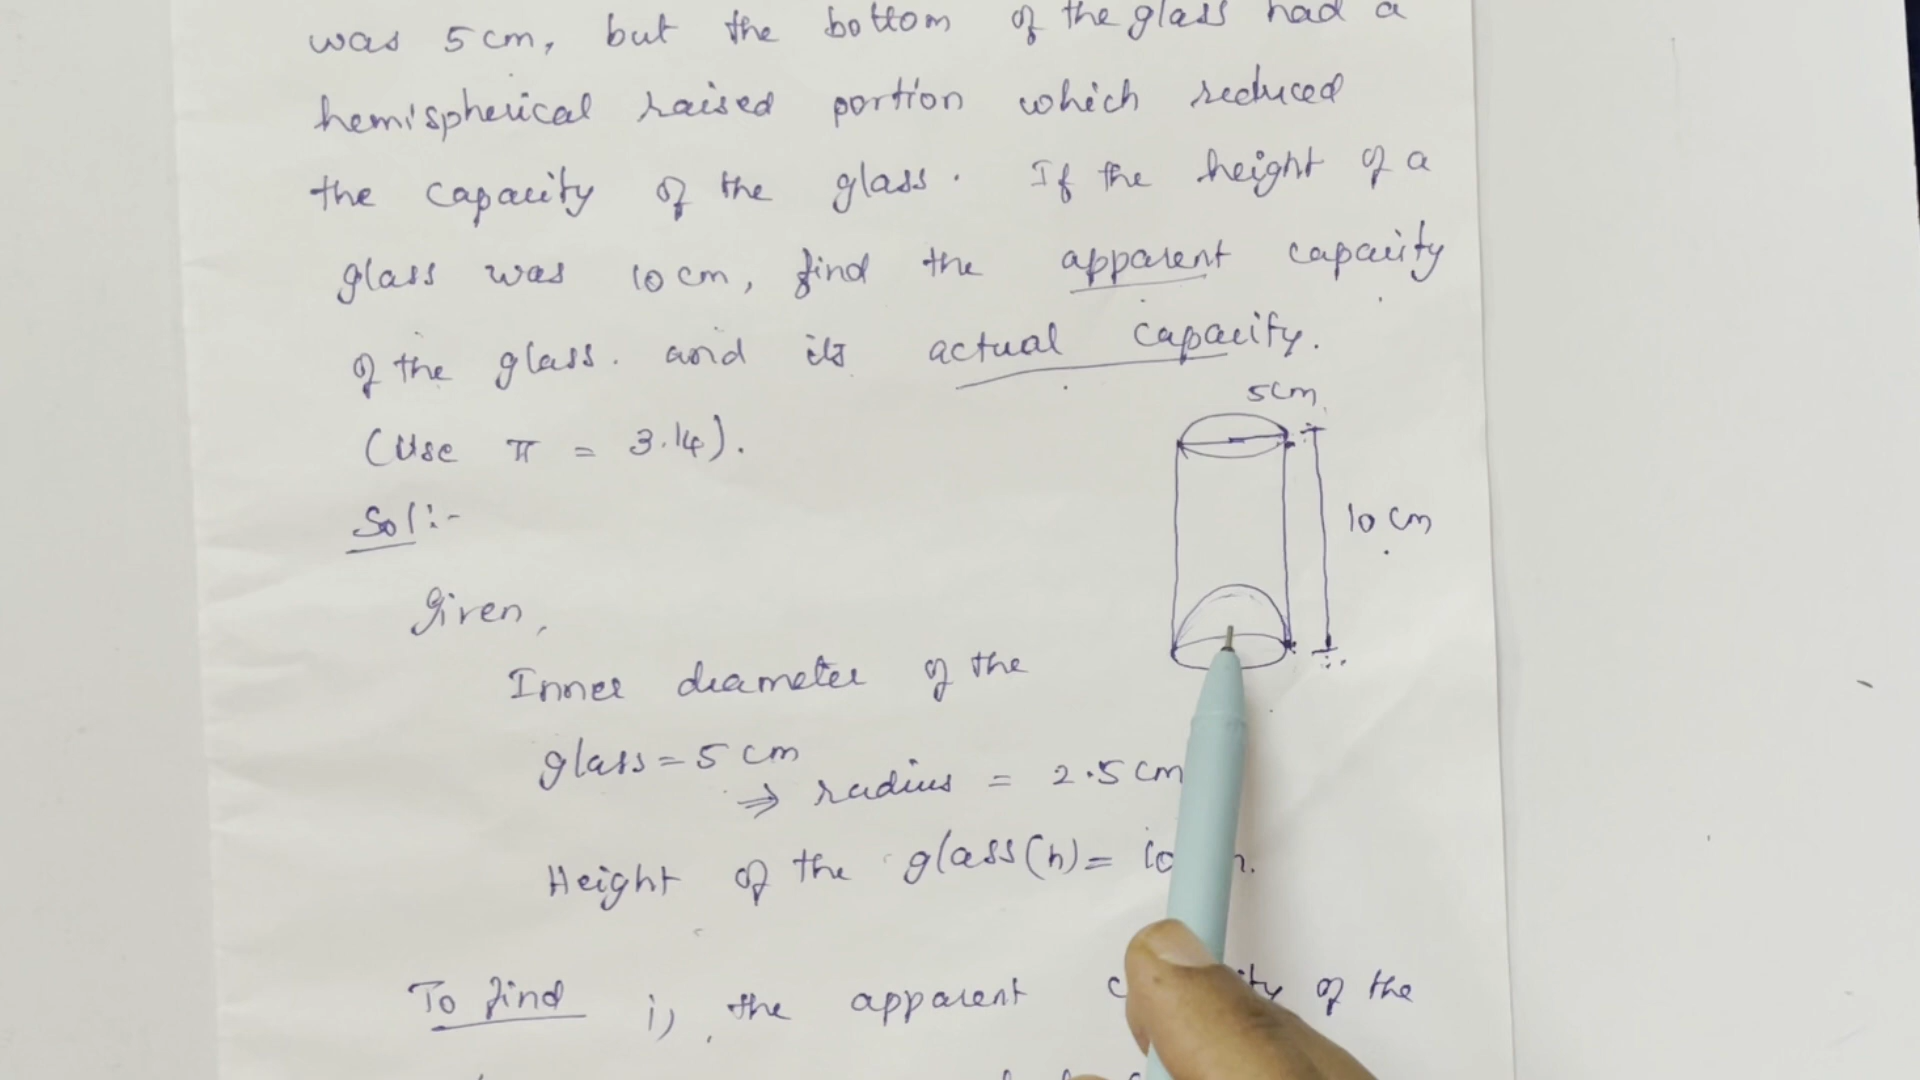 was 5 cm, but the bottom of the glass had a
hemispherical raised portion which reduced
the capacity of the glass. If the height of a
glass was 10 cm, find the apparent capacity
of the glass. and its actual capacity.
(Use π = 3.14).
5cm
10 cm
Sol:-
Given,
Inner diameter of the
glass = 5 cm
⇒ radius = 2.5 cm
Height of the glass (h) = 10
To find i), the apparent of the